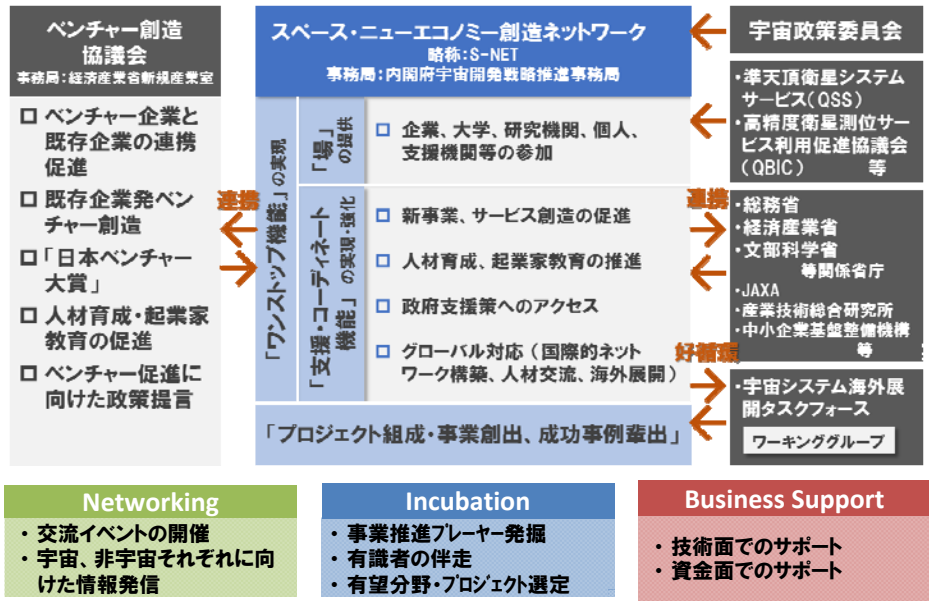 ベンチャー創造
協議会
事務局：経済産業省新規産業室
ベンチャー企業と
既存企業の連携
促進
既存企業発ベン
チャー創造
「日本ベンチャー
大賞」
人材育成・起業家
教育の促進
ベンチャー促進に
向けた政策提言
連携
スペース・ニューエコノミー創造ネットワーク
略称：S-NET
事務局：内閣府宇宙開発戦略推進事務局
「ワンストップ機能」の実現
「場」
の提供
企業、大学、研究機関、個人、
支援機関等の参加
「支援・コーディネート
機能」の実現・強化
新事業、サービス創造の促進
人材育成、起業家教育の推進
政府支援策へのアクセス
グローバル対応（国際的ネット
ワーク構築、人材交流、海外展開）
「プロジェクト組成・事業創出、成功事例輩出」
連携
好循環
宇宙政策委員会
・準天頂衛星システム
サービス（QSS）
・高精度衛星測位サー
ビス利用促進協議会
（QBIC） 等
・総務省
・経済産業省
・文部科学省
等関係省庁
・JAXA
・産業技術総合研究所
・中小企業基盤整備機構
等
・宇宙システム海外展
開タスクフォース
ワーキンググループ
Networking
・ 交流イベントの開催
・ 宇宙、非宇宙それぞれに向
けた情報発信
Incubation
・ 事業推進プレーヤー発掘
・ 有識者の伴走
・ 有望分野・プロジェクト選定
Business Support
・ 技術面でのサポート
・ 資金面でのサポート